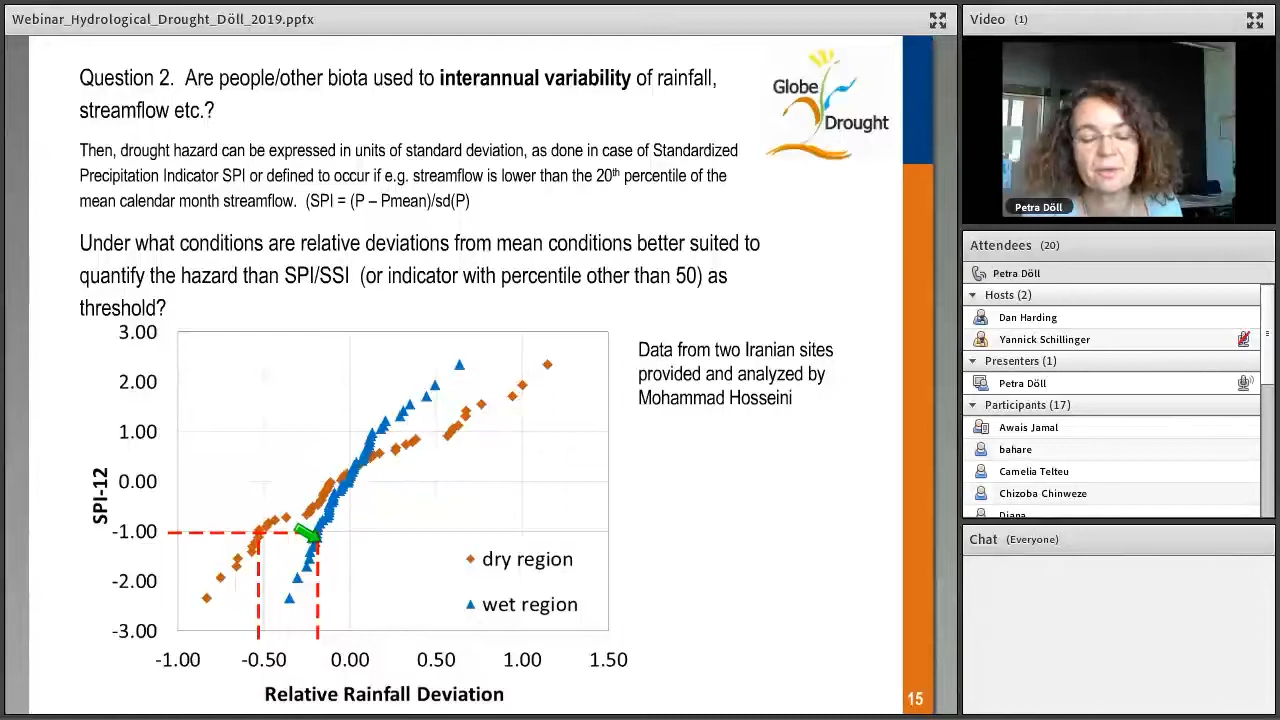 Webinar_Hydrological_Drought_Döll_2019.pptx
Question 2. Are people/other biota used to interannual variability of rainfall,
streamflow etc.?
Globe
Drought
Then, drought hazard can be expressed in units of standard deviation, as done in case of Standardized
Precipitation Indicator SPI or defined to occur if e.g. streamflow is lower than the 20th percentile of the
mean calendar month streamflow. (SPI = (P – Pmean)/sd(P)
Under what conditions are relative deviations from mean conditions better suited to
quantify the hazard than SPI/SSI (or indicator with percentile other than 50) as
threshold?
Data from two Iranian sites
provided and analyzed by
Mohammad Hosseini
3.00
2.00
1.00
0.00
-1.00
-2.00
-3.00
SPI-12
dry region
wet region
-1.00 -0.50 0.00 0.50 1.00 1.50
Relative Rainfall Deviation
15
Video (1)
Petra Döll
Attendees (20)
Petra Döll
Hosts (2)
Dan Harding
Yannick Schillinger
Presenters (1)
Petra Döll
Participants (17)
Awais Jamal
bahare
Camelia Telteu
Chizoba Chinweze
Diana
Chat (Everyone)